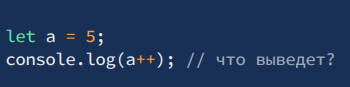 let a = 5;
console.log(a++); // что выведет?